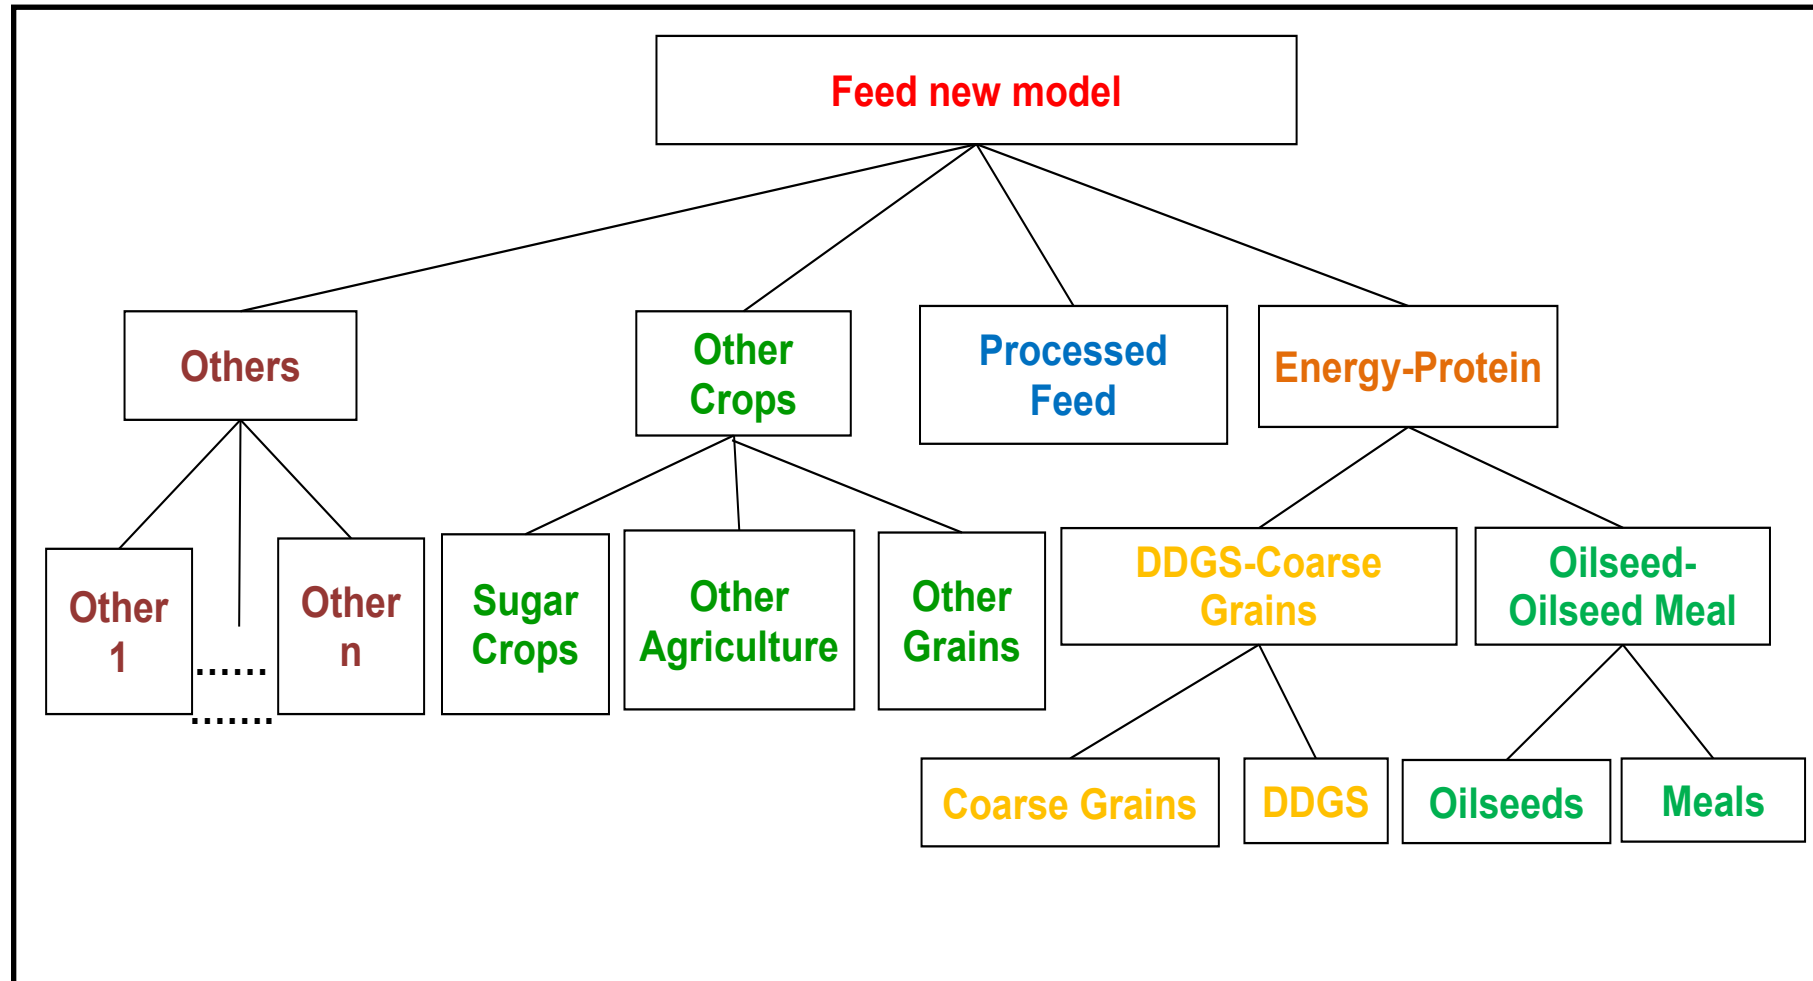 Feed new model
Others
Other
Crops
Processed
Feed
Energy-Protein
Other
1
......
.......
Other
n
Sugar
Crops
Other
Agriculture
Other
Grains
DDGS-Coarse
Grains
Oilseed-
Oilseed Meal
Coarse Grains
DDGS
Oilseeds
Meals